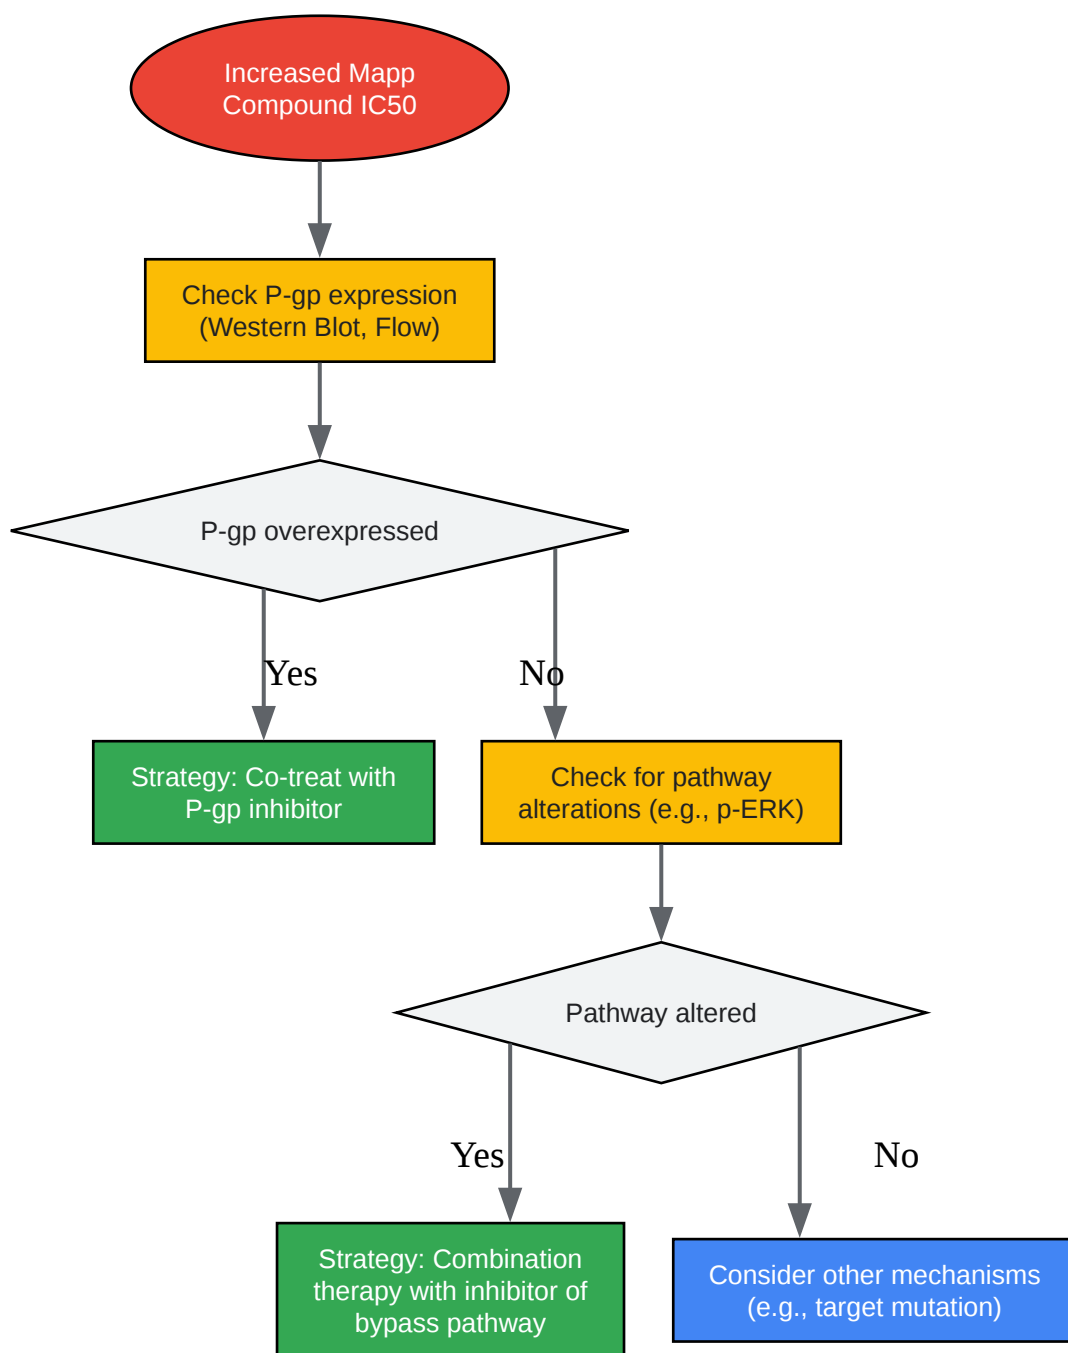 Increased Mapp
Compound IC50
Check P-gp expression
(Western Blot, Flow)
P-gp overexpressed
Yes
No
Strategy: Co-treat with
P-gp inhibitor
Check for pathway
alterations (e.g., p-ERK)
Pathway altered
Yes
No
Strategy: Combination
therapy with inhibitor of
bypass pathway
Consider other mechanisms
(e.g., target mutation)